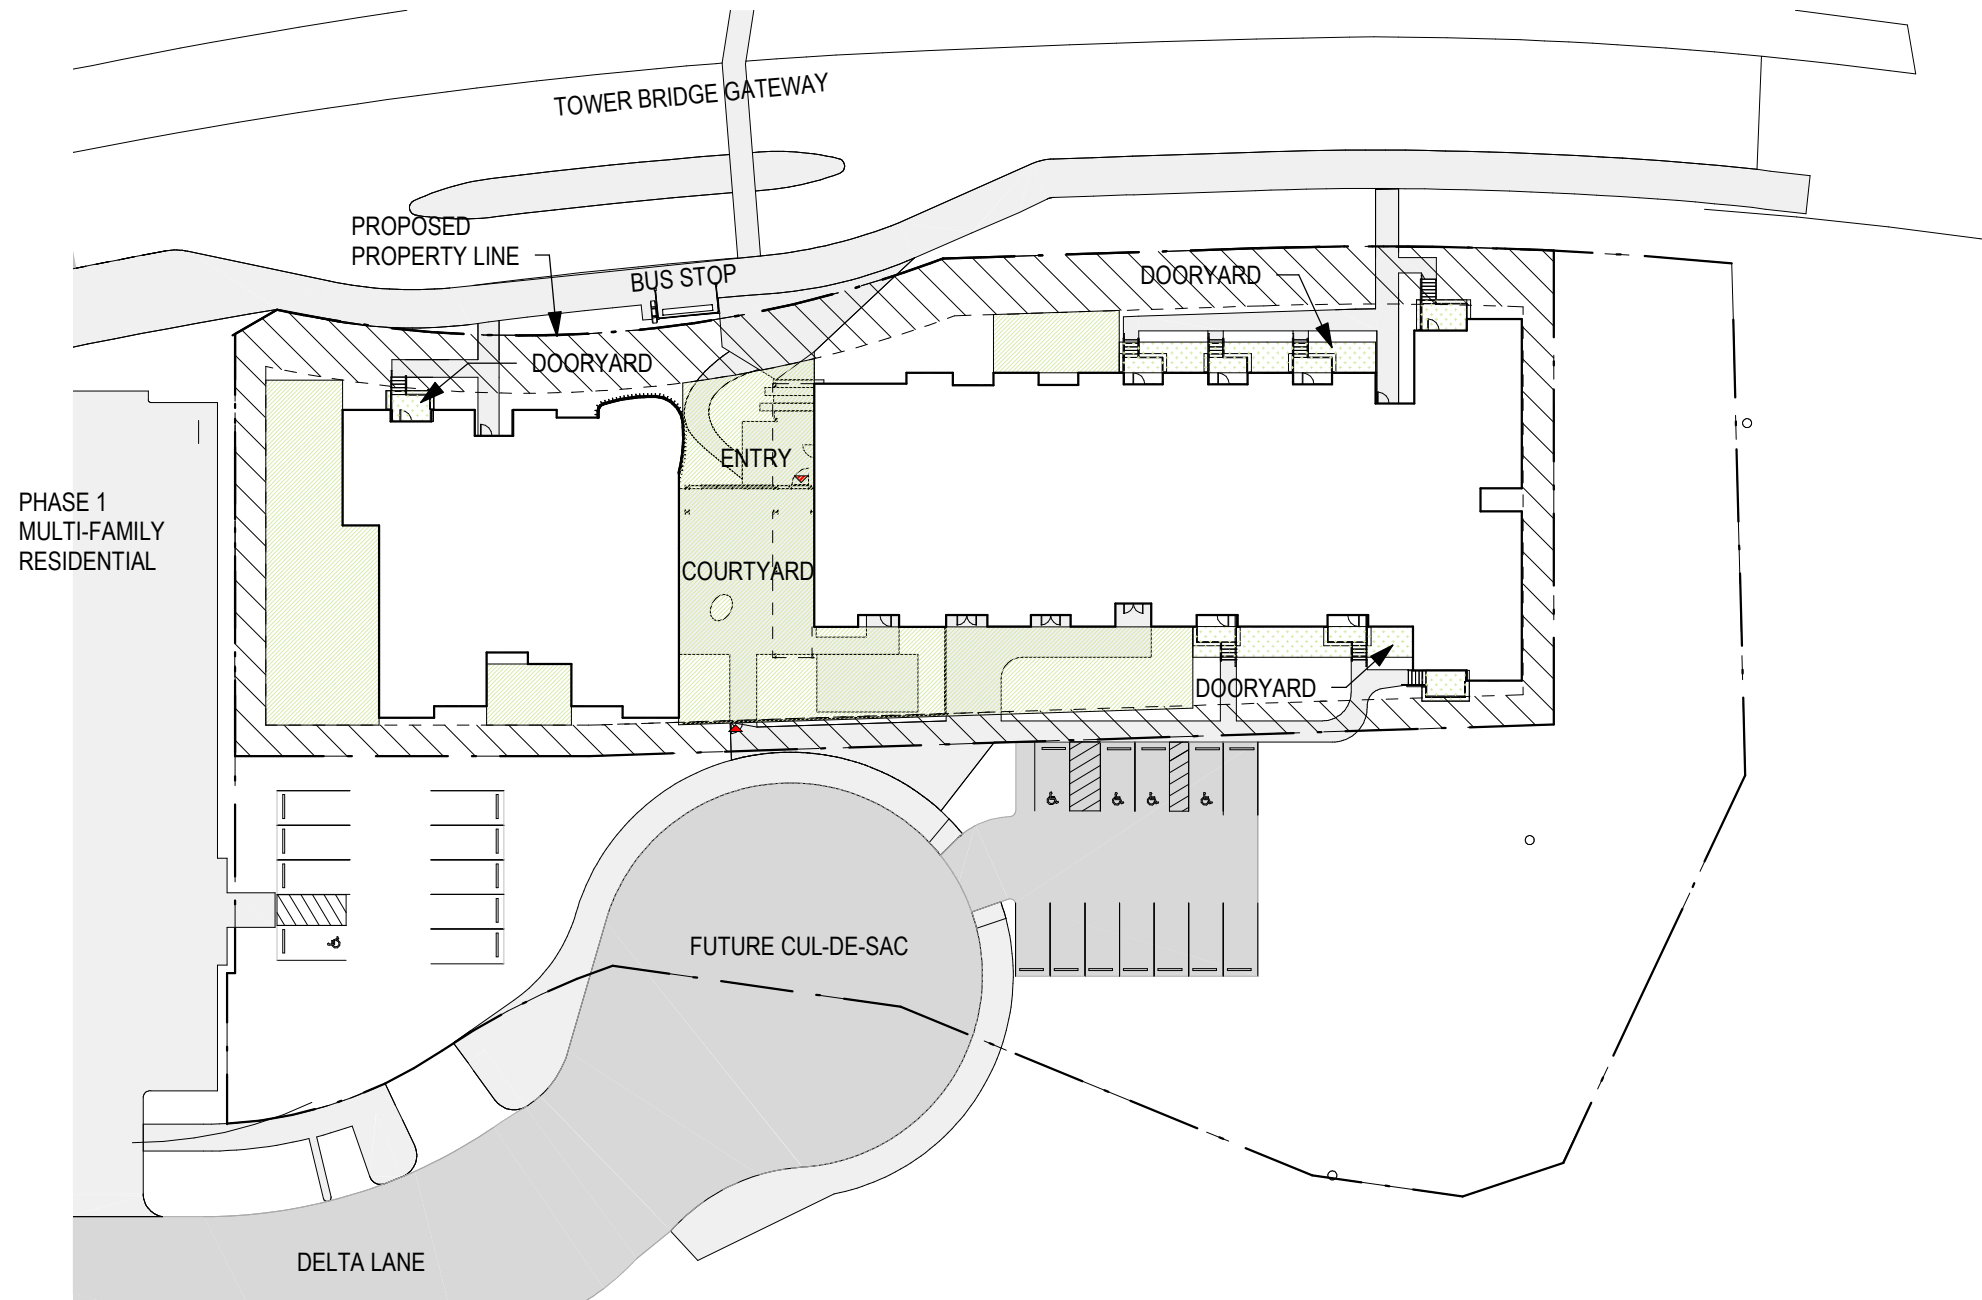 TOWER BRIDGE GATEWAY
PROPOSED
PROPERTY LINE
BUS STOP
DOORYARD
DOORYARD
ENTRY
PHASE 1
MULTI-FAMILY
RESIDENTIAL
COURTYARD
DOORYARD
FUTURE CUL-DE-SAC
DELTA LANE